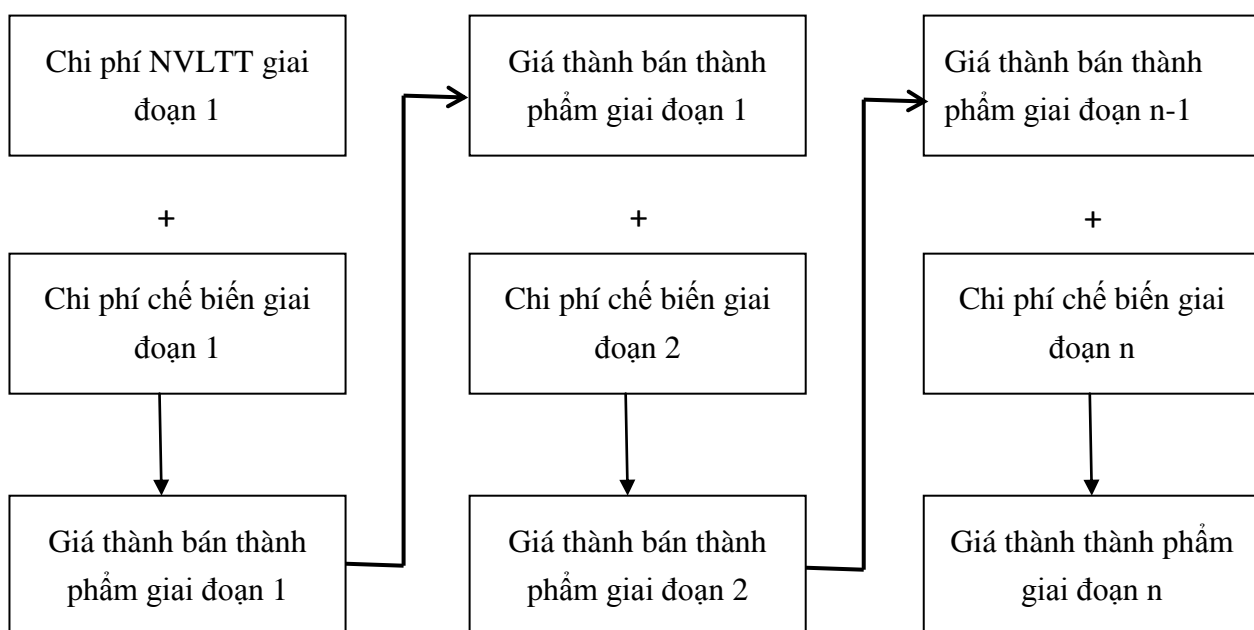 Chi phí NVLTT giai
đoạn 1
+
Chi phí chế biến giai
đoạn 1
Giá thành bán thành
phẩm giai đoạn 1
Giá thành bán thành
phẩm giai đoạn 1
+
Chi phí chế biến giai
đoạn 2
Giá thành bán thành
phẩm giai đoạn 2
Giá thành bán thành
phẩm giai đoạn n-1
+
Chi phí chế biến giai
đoạn n
Giá thành thành phẩm
giai đoạn n